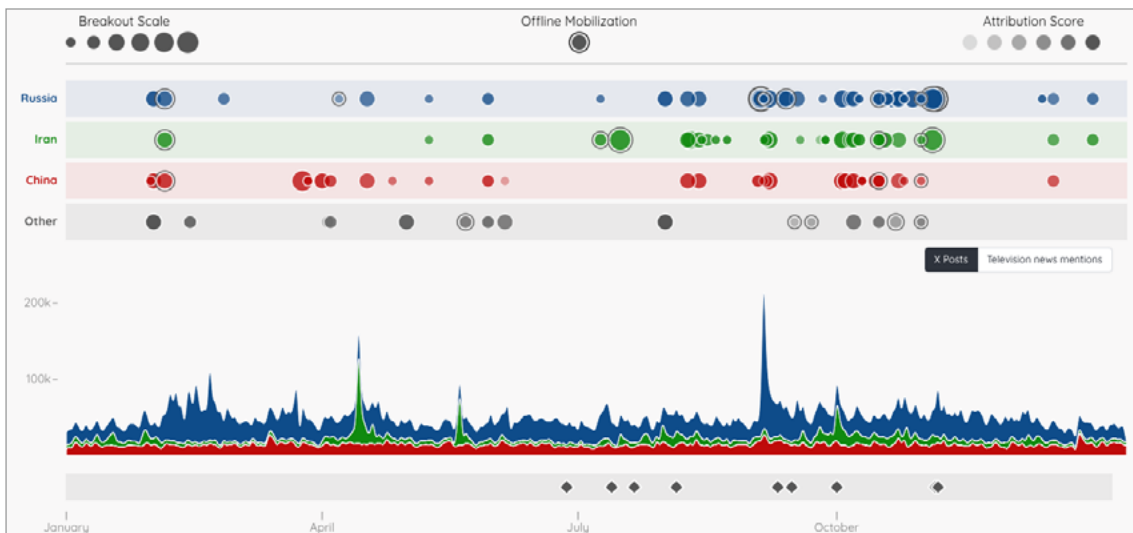 Breakout Scale
Offline Mobilization
Attribution Score
Russia
Iran
China
Other
X Posts
Television news mentions
200k
100k
January
April
July
October